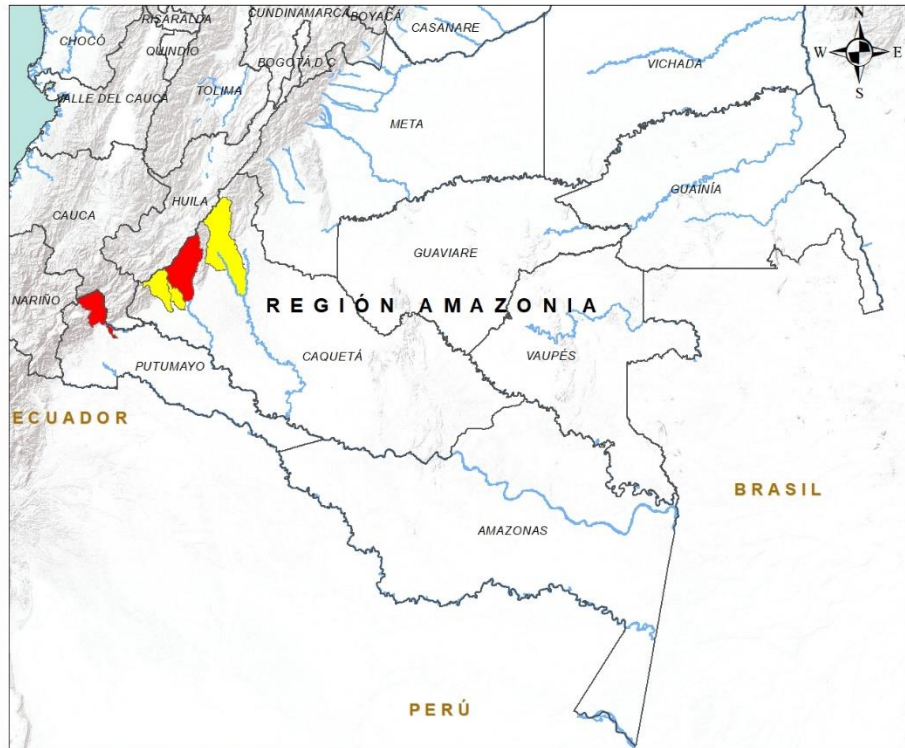 CUNDINAMARCA
BOYACÁ
RISARALDA
CASANARE
N
CHOCÓ
QUINDÍO
BOGOTÁ D.C
W
E
VICHADA
S
VALLE DEL CAUCA
TOLIMA
META
GUAINÍA
HUILA
CAUCA
GUAVIARE
NARIÑO
REGIÓN AMAZONIA
CAQUETÁ
VAUPÉS
PUTUMAYO
ECUADOR
BRASIL
AMAZONAS
PERÚ